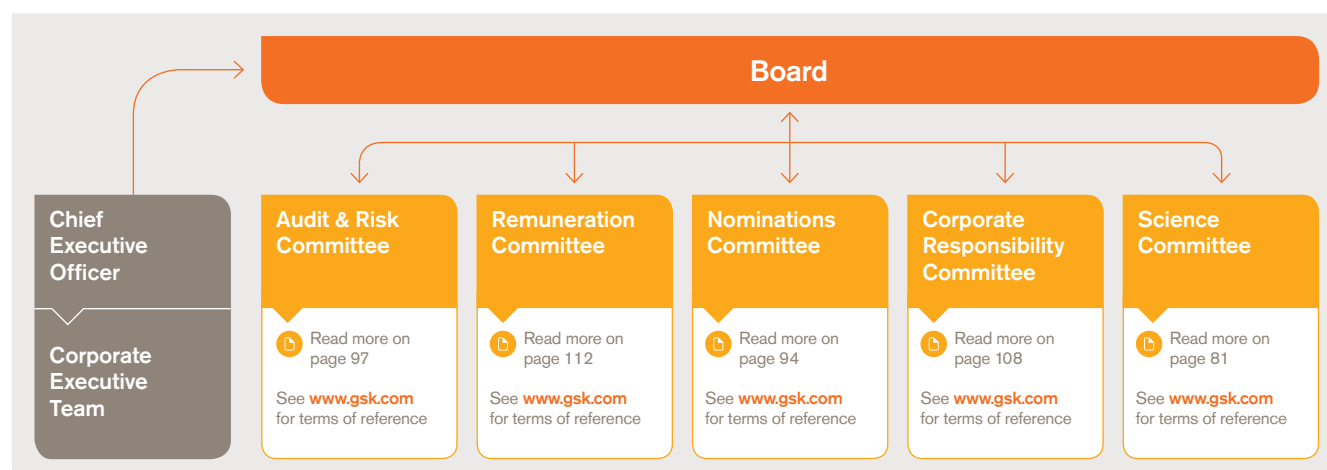 Board
Chief
Executive
Officer
Corporate
Executive
Team
Audit & Risk
Committee
Read more on
page 97
See www.gsk.com
for terms of reference
Remuneration
Committee
Read more on
page 112
See www.gsk.com
for terms of reference
Nominations
Committee
Read more on
page 94
See www.gsk.com
for terms of reference
Corporate
Responsibility
Committee
Read more on
page 108
See www.gsk.com
for terms of reference
Science
Committee
Read more on
page 81
See www.gsk.com
for terms of reference